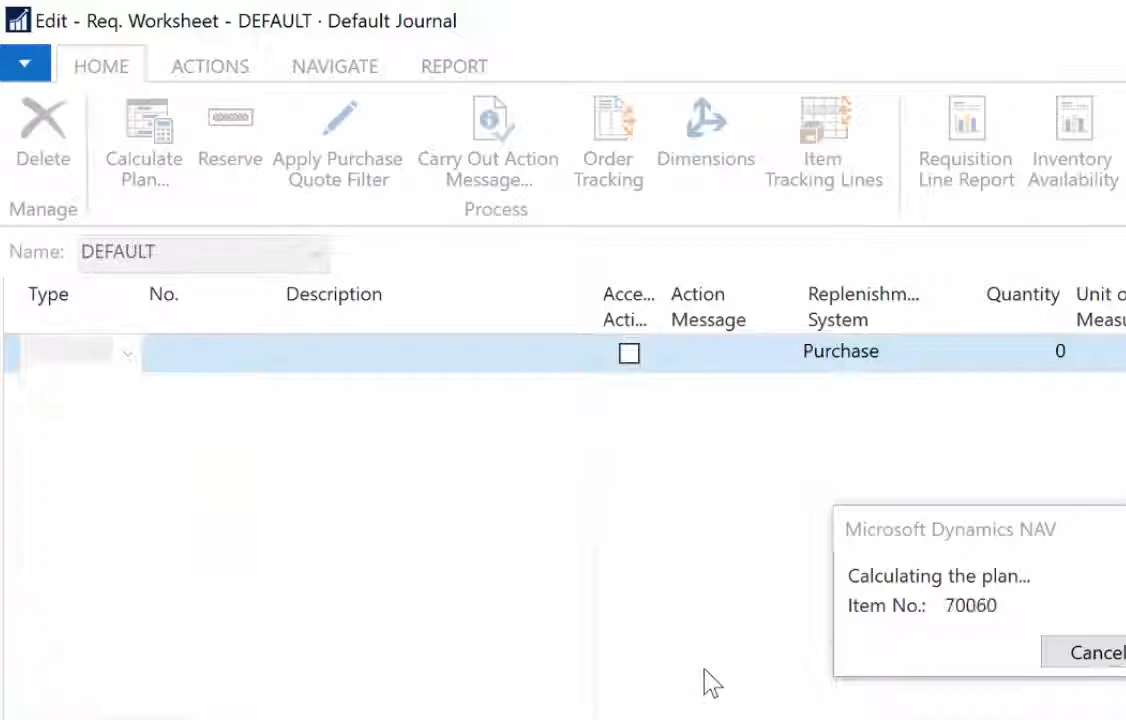 Edit - Req. Worksheet - DEFAULT · Default Journal
HOME ACTIONS NAVIGATE REPORT
Delete
Calculate
Plan...
Reserve
Apply Purchase
Quote Filter
Carry Out Action
Message...
Order
Tracking
Dimensions
Item
Tracking Lines
Requisition
Line Report
Inventory
Availability
Manage
Process
Name: DEFAULT
Type
No.
Description
Acce...
Acti...
Action
Message
Replenishm...
System
Quantity
Unit o
Measu
Purchase 0
Microsoft Dynamics NAV
Calculating the plan...
Item No.: 70060
Cancel